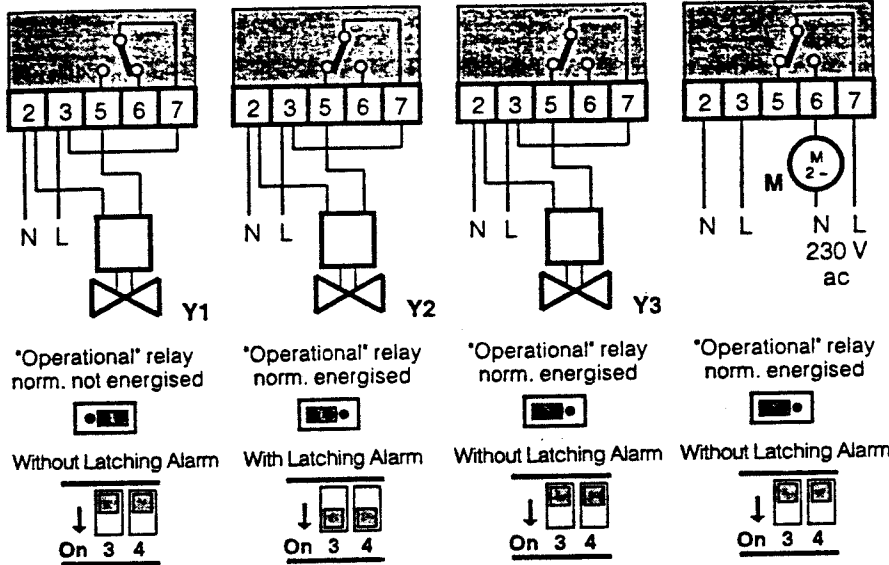 2 3 5 6 7
N L
Y1
"Operational" relay
norm. not energised
Without Latching Alarm
On 3 4
2 3 5 6 7
N L
Y2
"Operational" relay
norm. energised
With Latching Alarm
On 3 4
2 3 5 6 7
N L
Y3
"Operational" relay
norm. energised
Without Latching Alarm
On 3 4
2 3 5 6 7
M
2~
M
N L N L
230 V
ac
"Operational" relay
norm. energised
Without Latching Alarm
On 3 4